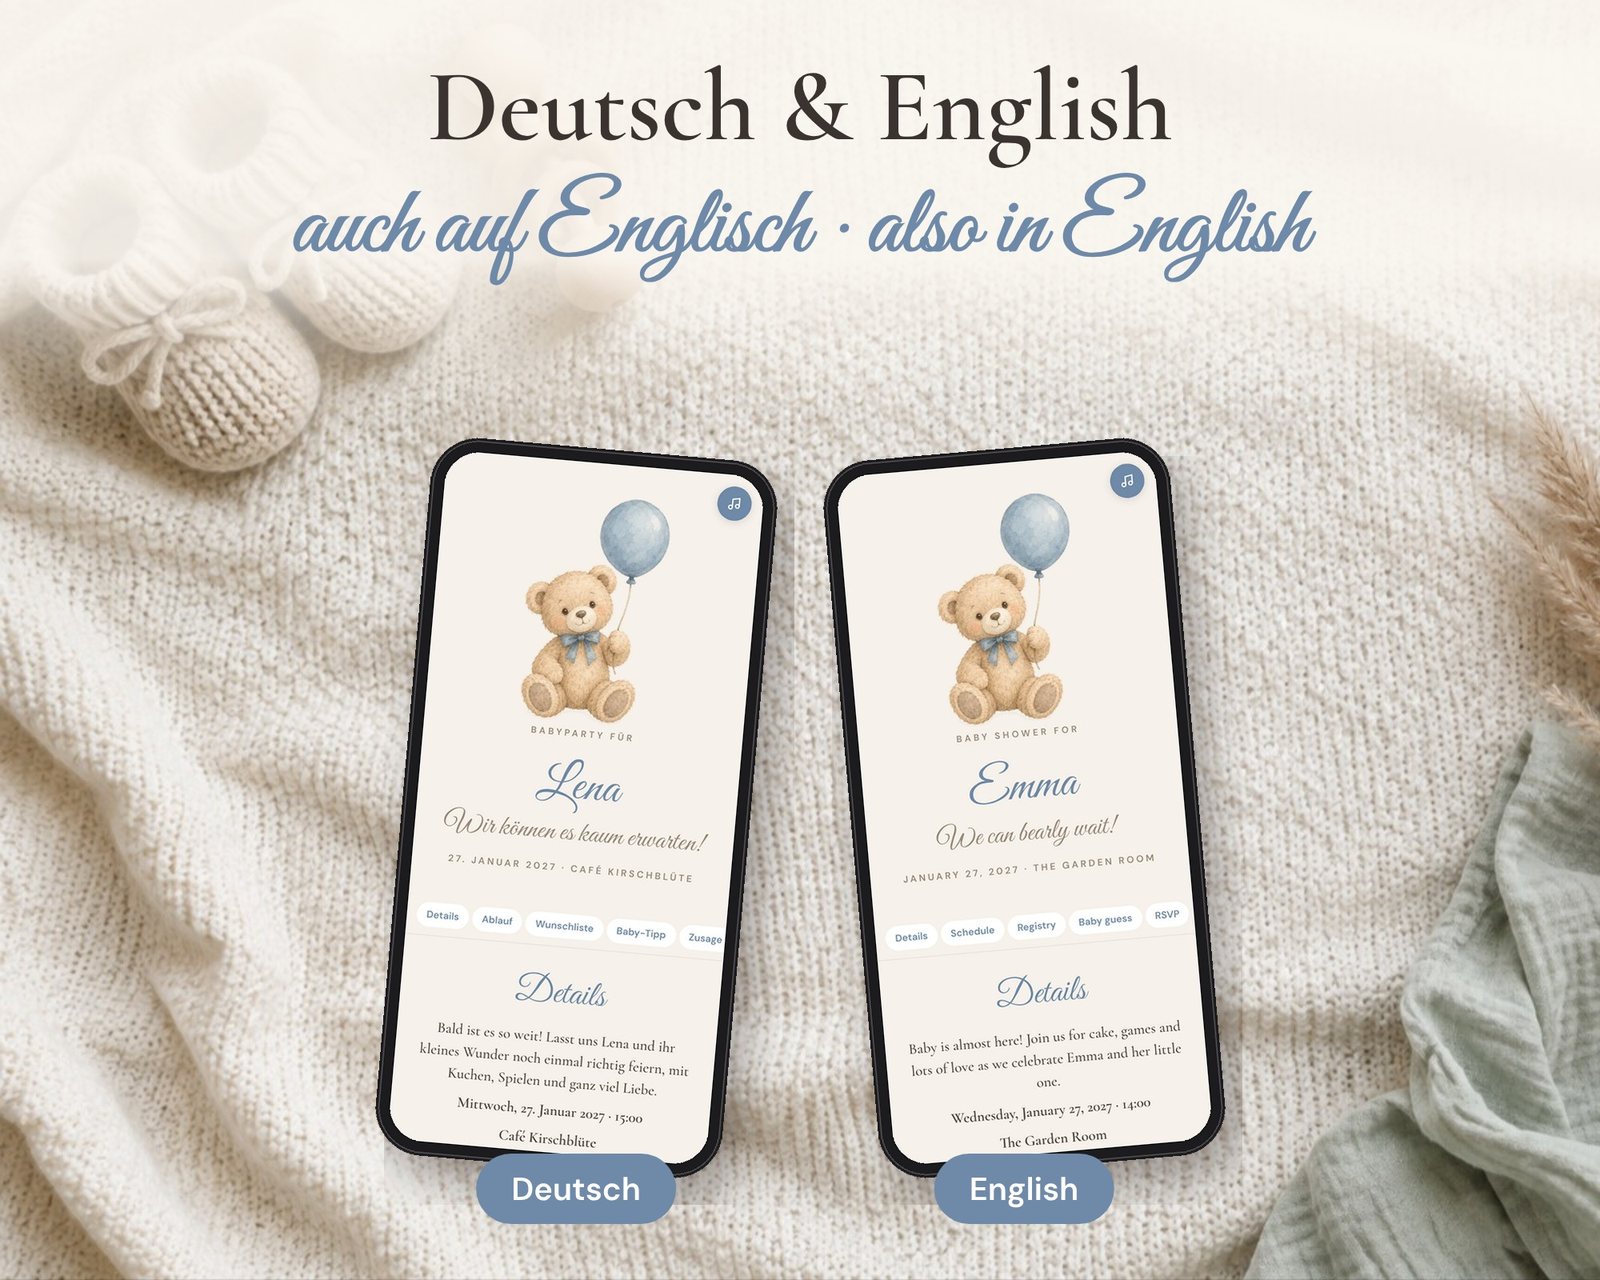 Deutsch & English
auch auf Englisch · also in English
BABYPARTY FÜR
Lena
Wir können es kaum erwarten!
27. JANUAR 2027 · CAFÉ KIRSCHBLÜTE
Details
Ablauf
Wunschliste
Baby-Tipp
Zusage
Details
Bald ist es so weit! Lasst uns Lena und ihr
kleines Wunder noch einmal richtig feiern, mit
Kuchen, Spielen und ganz viel Liebe.
Mittwoch, 27. Januar 2027 · 15:00
Café Kirschblüte
Deutsch
BABY SHOWER FOR
Emma
We can bearly wait!
JANUARY 27, 2027 · THE GARDEN ROOM
Details
Schedule
Registry
Baby guess
RSVP
Details
Baby is almost here! Join us for cake, games and
lots of love as we celebrate Emma and her little
one.
Wednesday, January 27, 2027 · 14:00
The Garden Room
English